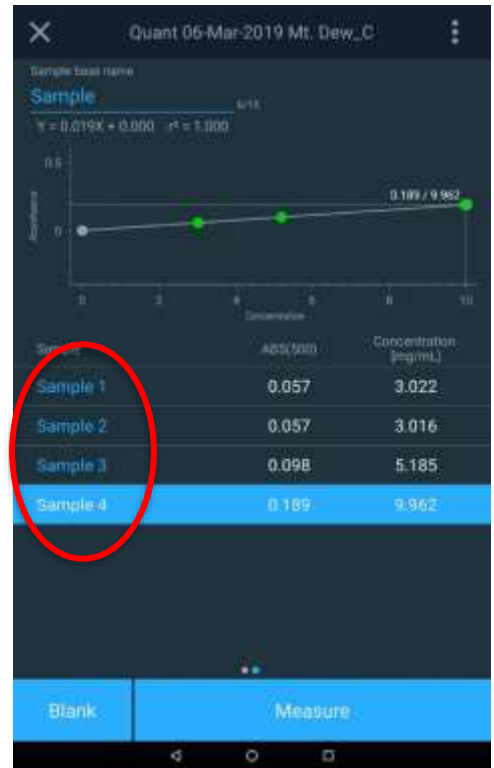 Quant 06-Mar-2019 Mt. Dew_C
Sample base name
Sample
6/15
Y = 0.019X + 0.000 r² = 1.000
0.5
0.189 / 9.962
Absorbance
0
0 2 4 6 8 10
Concentration
Sample ABS(500) Concentration
[mg/mL]
Sample 1 0.057 3.022
Sample 2 0.057 3.016
Sample 3 0.098 5.185
Sample 4 0.189 9.962
Blank Measure